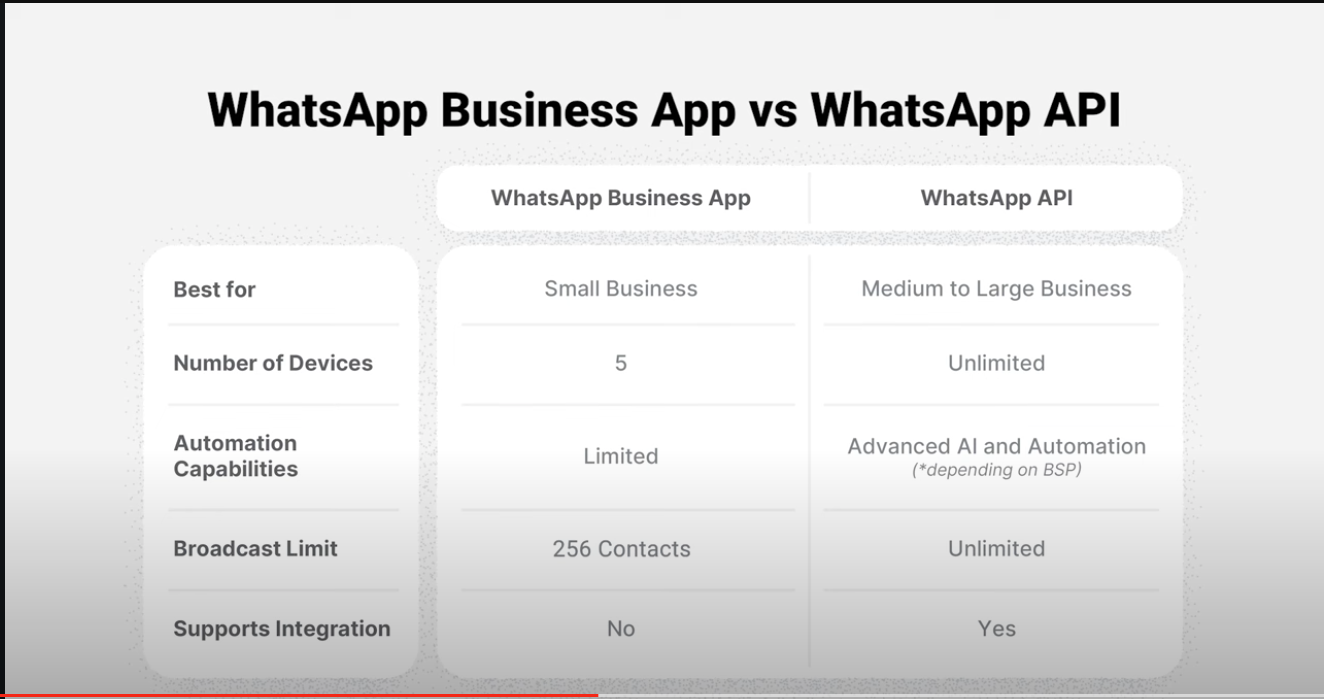 WhatsApp Business App vs WhatsApp API
WhatsApp Business App WhatsApp API
Best for Small Business Medium to Large Business
Number of Devices 5 Unlimited
Automation
Capabilities Limited Advanced AI and Automation
(*depending on BSP)
Broadcast Limit 256 Contacts Unlimited
Supports Integration No Yes